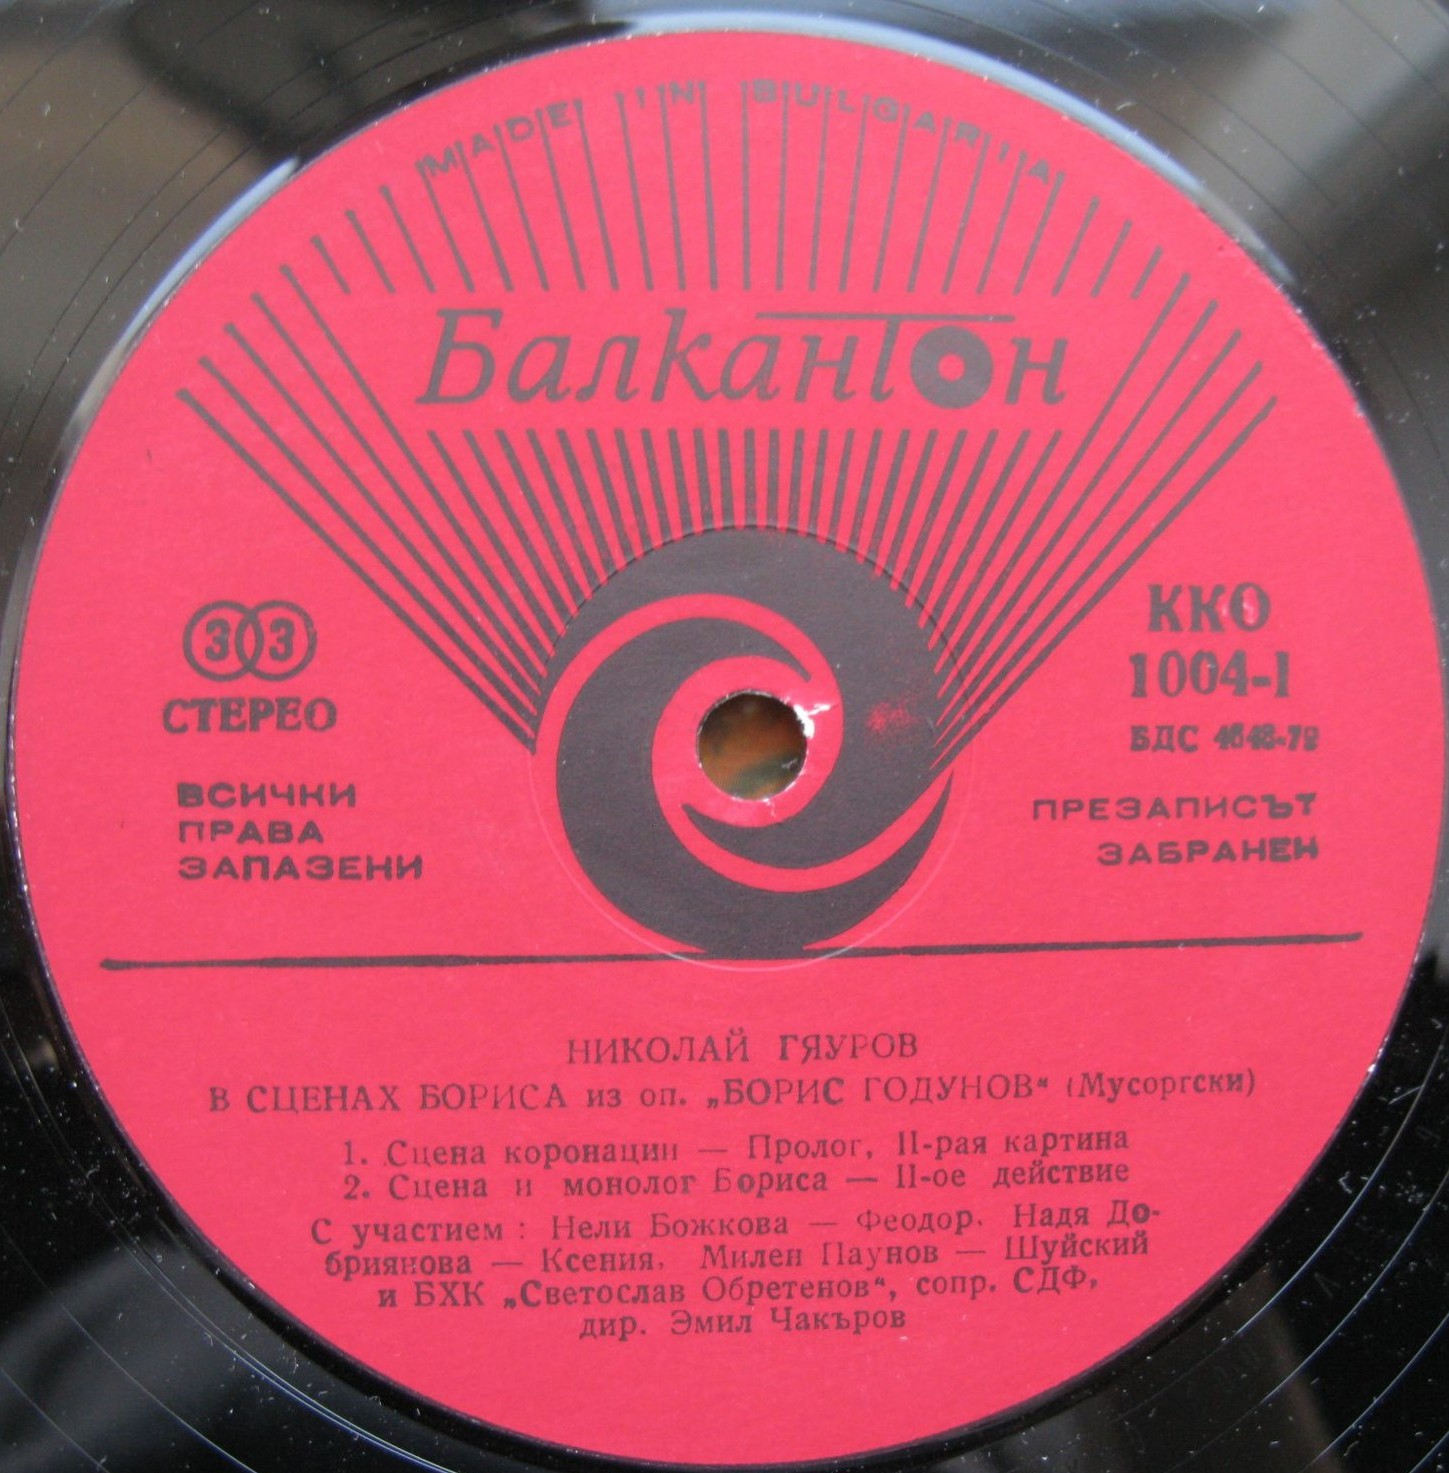 MADE IN BULGARIA
Балкантон
33
СТЕРЕО
ВСИЧКИ
ПРАВА
ЗАПАЗЕНИ
ККО
1004-I
БДС
ПРЕЗАПИСЪТ
ЗАБРАНЕН
НИКОЛАЙ ГЯУРОВ
В СЦЕНАХ БОРИСА из оп. „БОРИС ГОДУНОВ“ (Мусоргски)
1. Сцена коронации — Пролог, II-рая картина
2. Сцена и монолог Бориса — II-ое действие
С участием : Нели Божкова — Феодор. Надя До-
бриянова — Ксения, Милен Паунов — Шуйский
и БХК „Светослав Обретенов“, сопр. СДФ,
дир. Эмил Чакъров